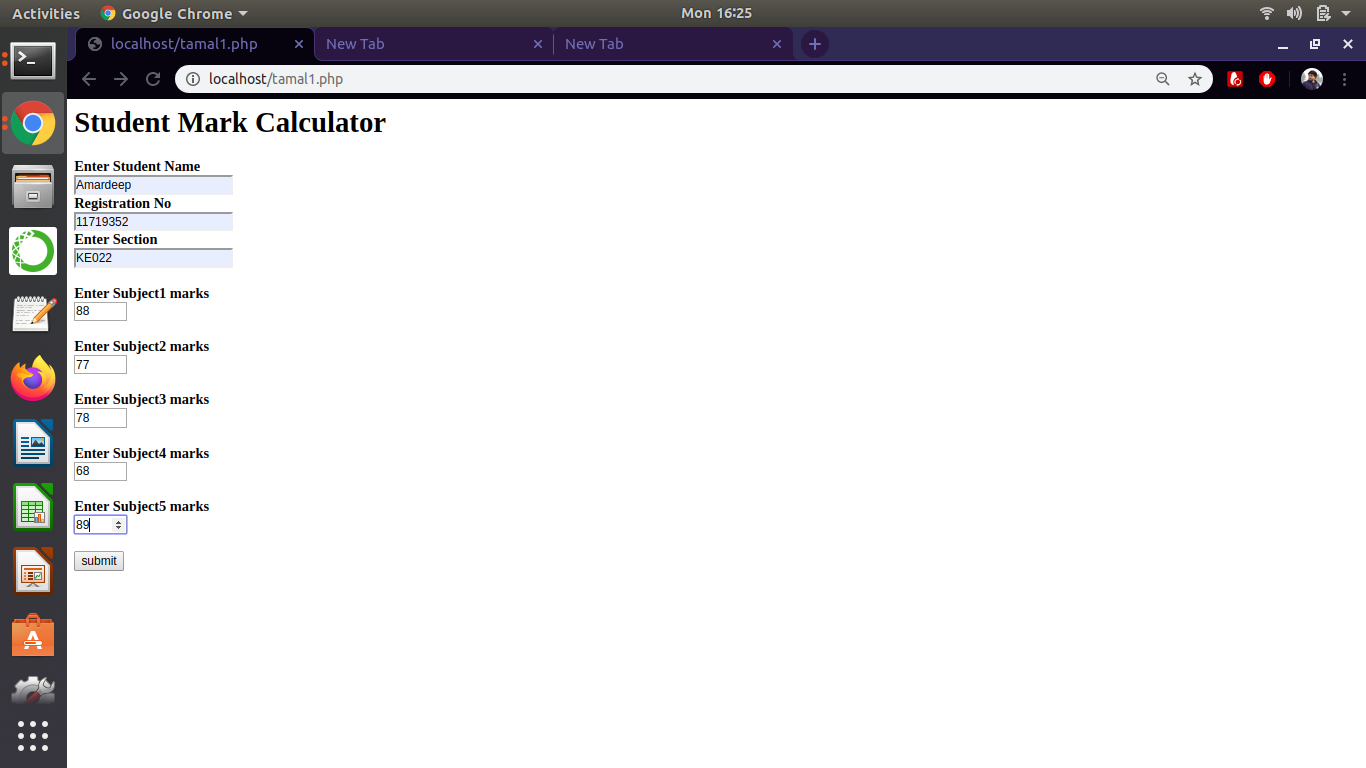 Activities Google Chrome Mon 16:25
localhost/tamal1.php New Tab New Tab
localhost/tamal1.php
Student Mark Calculator
Enter Student Name
Amardeep
Registration No
11719352
Enter Section
KE022
Enter Subject1 marks
88
Enter Subject2 marks
77
Enter Subject3 marks
78
Enter Subject4 marks
68
Enter Subject5 marks
89
submit